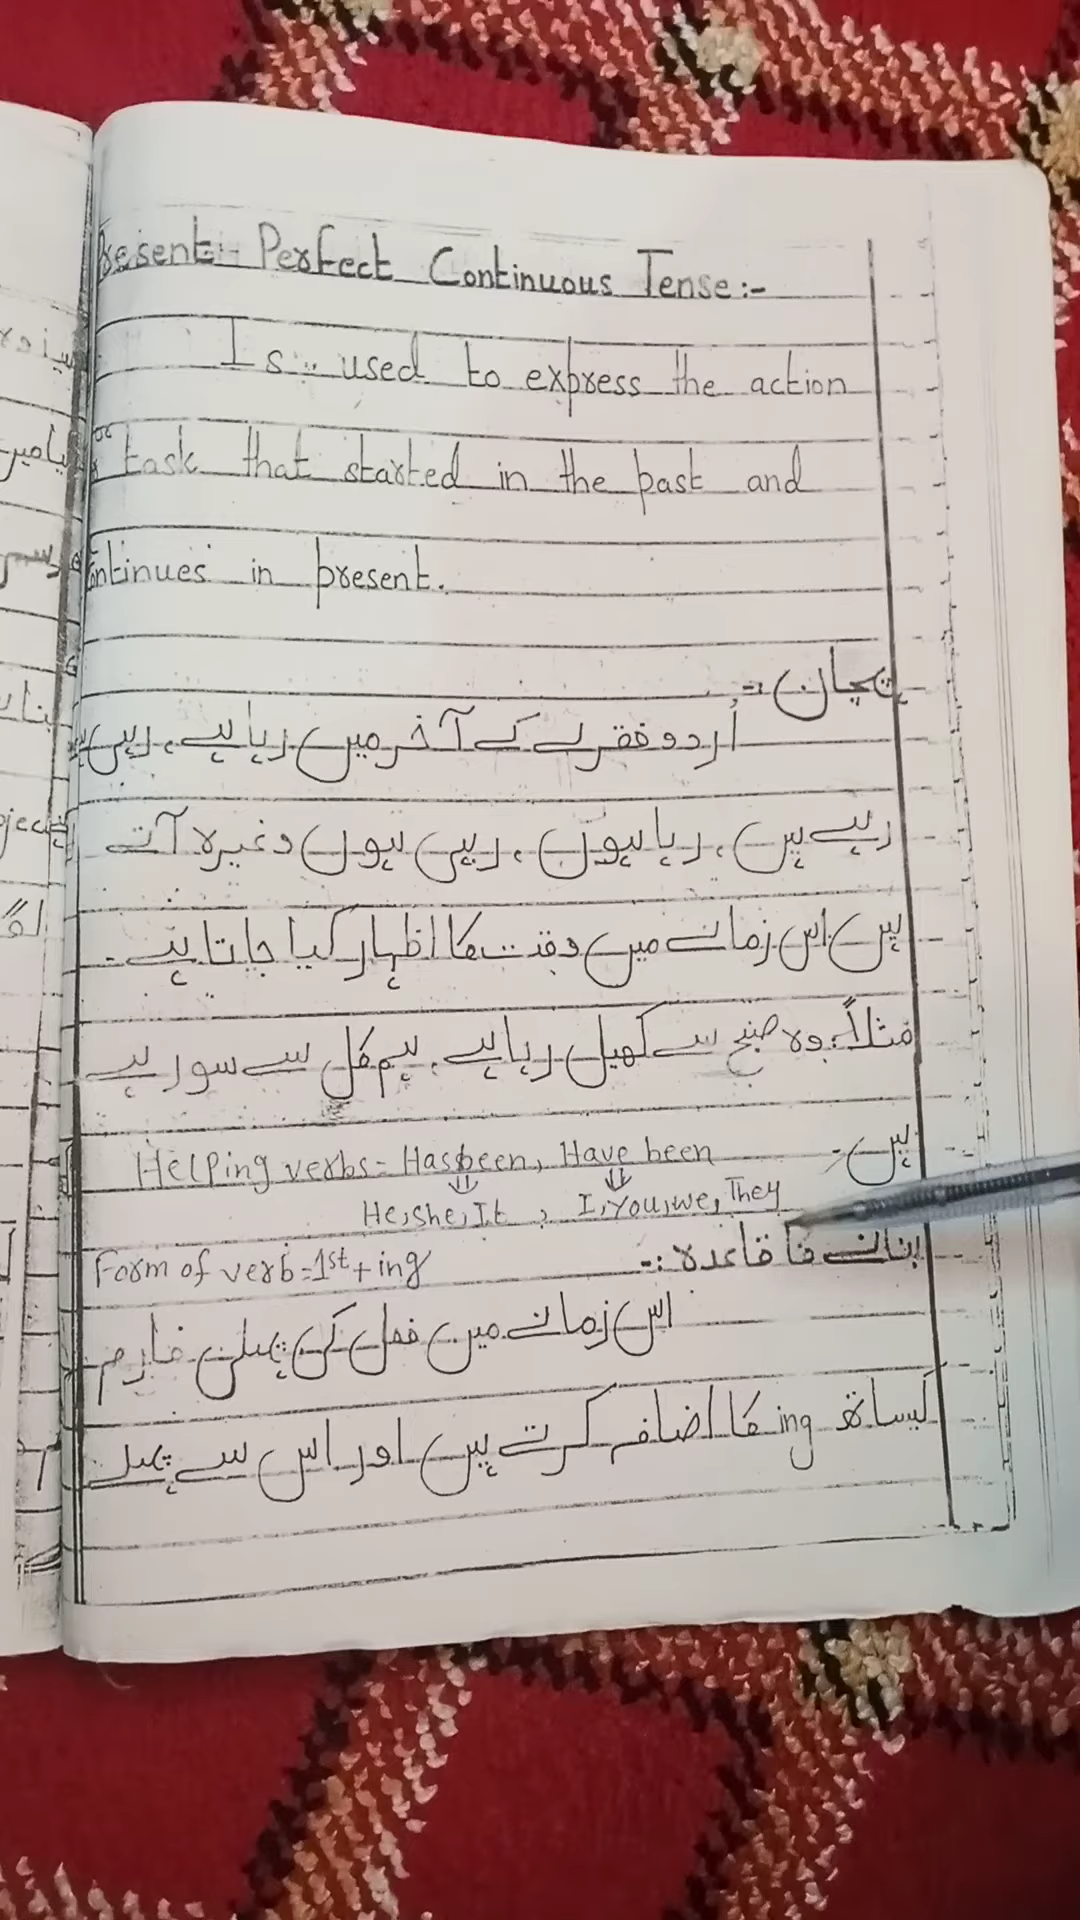 Present Perfect Continuous Tense:-
Is used to express the action
or task that started in the past and
continues in present.
پہچان :-
اُردو فقرے کے آخر میں رہا ہے، رہی ہے
رہے ہیں، رہا ہوں، رہی ہوں وغیرہ آتے
ہیں اس زمانے میں وقت کا اظہار کیا جاتا ہے۔
مثلاً: وہ صبح سے کھیل رہا ہے، ہم کل سے سو رہے
ہیں۔
Helping verbs = Has been, Have been
He, she, It , I, You, we, They
بنانے کا قاعدہ :-
Form of verb = 1st + ing
اس زمانے میں فعل کی پہلی فارم
کیساتھ ing کا اضافہ کرتے ہیں اور اس سے پہلے